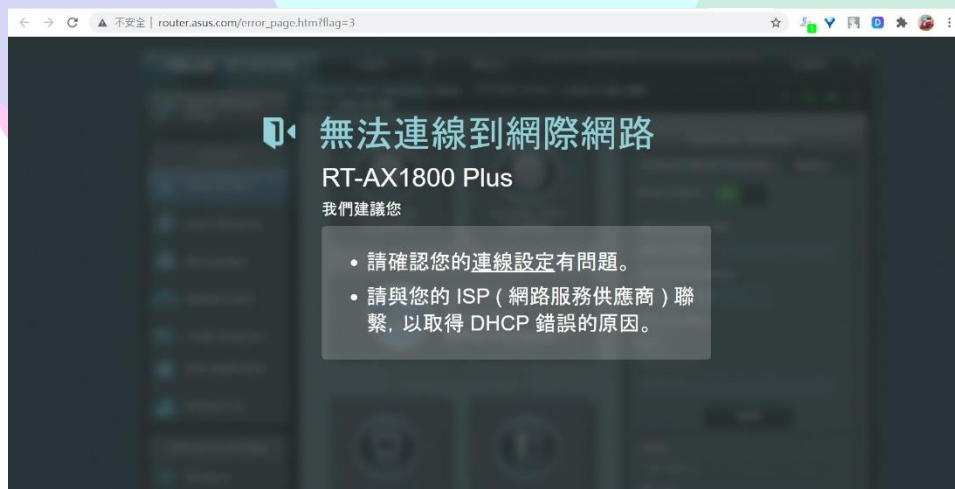 不安全 | router.asus.com/error_page.htm?flag=3
無法連線到網際網路
RT-AX1800 Plus
我們建議您
• 請確認您的連線設定有問題。
• 請與您的 ISP ( 網路服務供應商 ) 聯
繫, 以取得 DHCP 錯誤的原因。